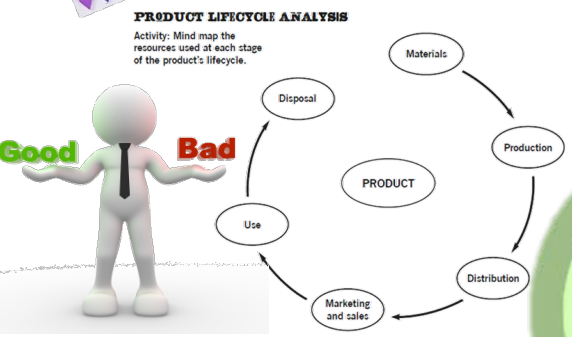 PRODUCT LIFECYCLE ANALYSIS
Activity: Mind map the
resources used at each stage
of the product's lifecycle.
Good
Bad
Materials
Production
Distribution
Marketing
and sales
Use
Disposal
PRODUCT